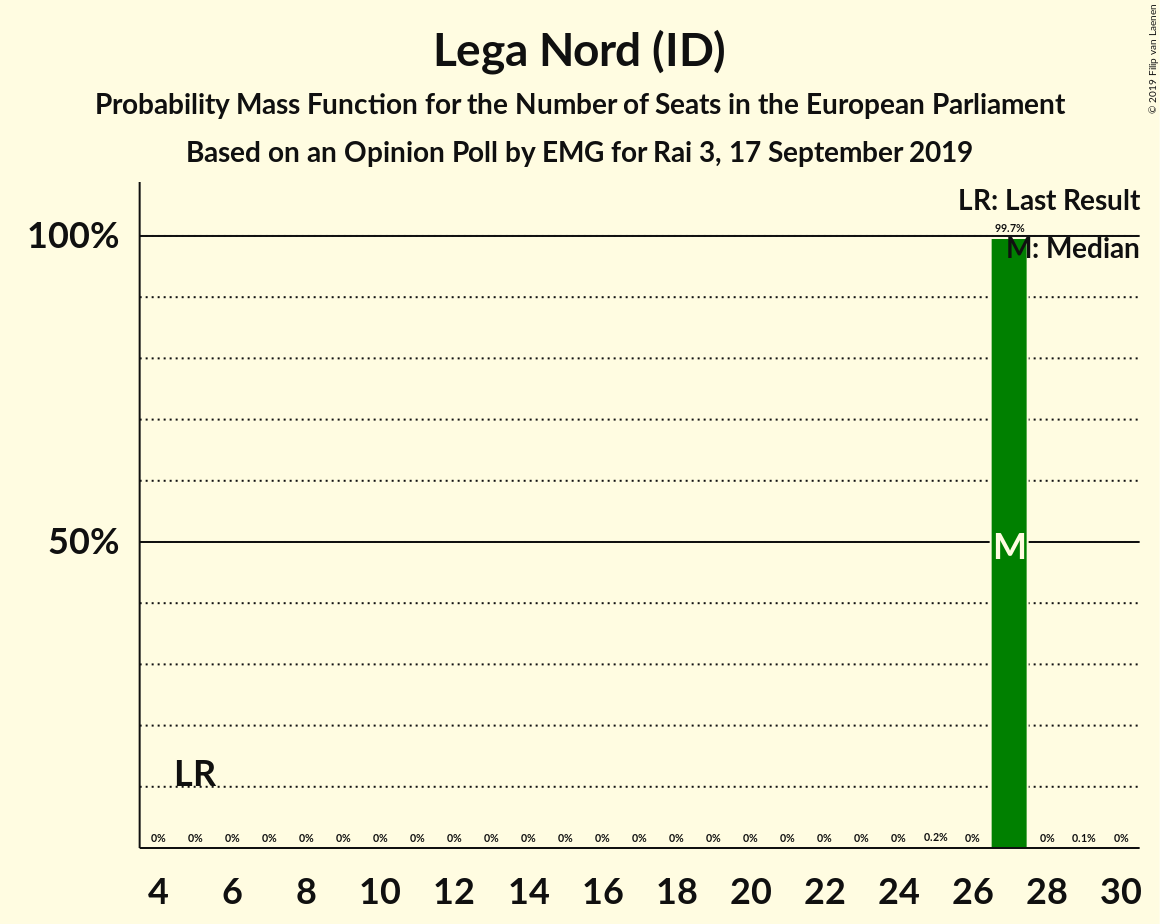 Lega Nord (ID)
Probability Mass Function for the Number of Seats in the European Parliament
Based on an Opinion Poll by EMG for Rai 3, 17 September 2019
© 2019 Filip van Laenen
LR: Last Result
M: Median
100%
50%
99.7%
M
LR
0% 0% 0% 0% 0% 0% 0% 0% 0% 0% 0% 0% 0% 0% 0% 0% 0% 0% 0% 0% 0% 0.2% 0% 0% 0.1% 0%
4 6 8 10 12 14 16 18 20 22 24 26 28 30